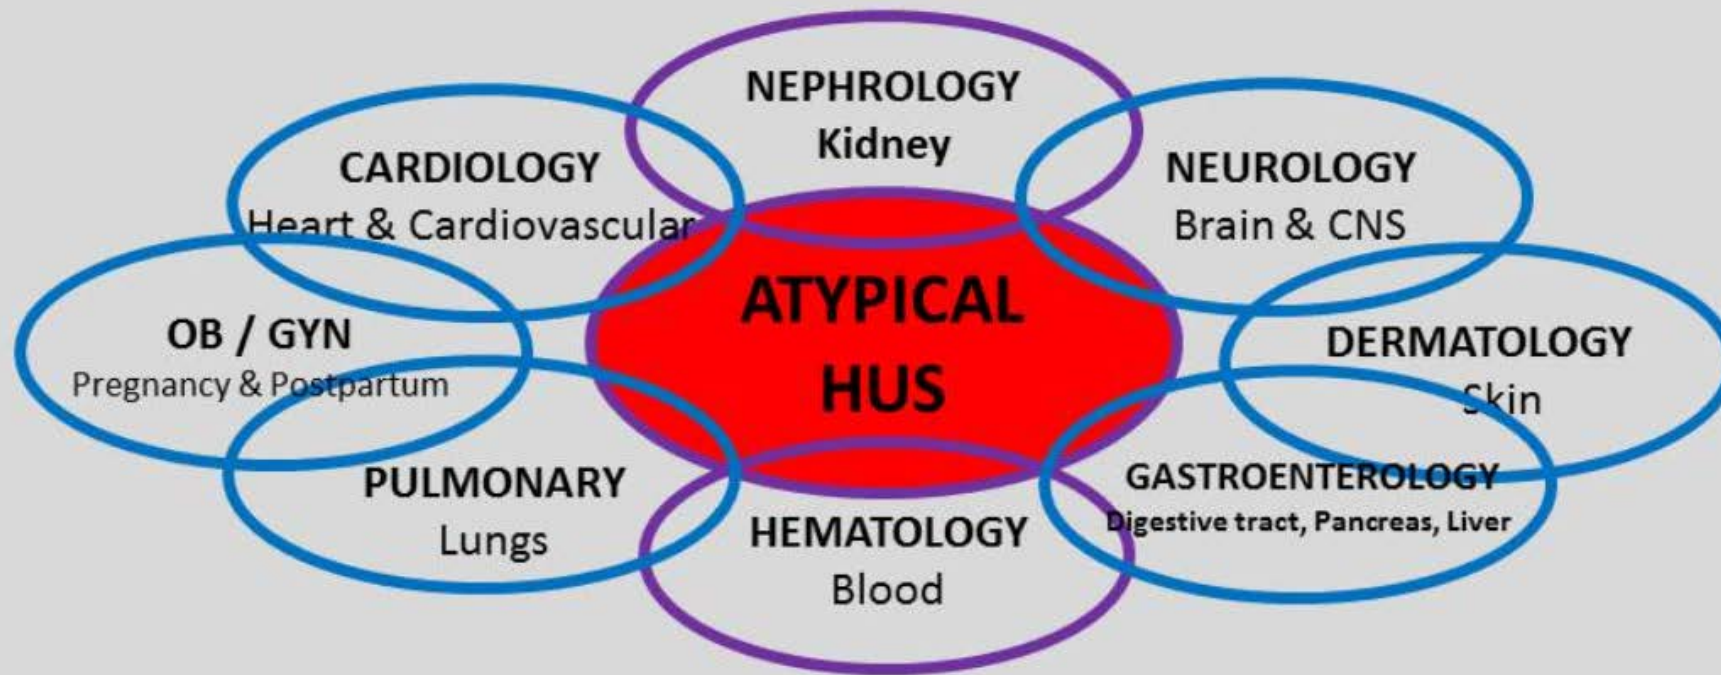 NEPHROLOGY
Kidney
CARDIOLOGY
Heart & Cardiovascular
NEUROLOGY
Brain & CNS
OB / GYN
Pregnancy & Postpartum
ATYPICAL
HUS
DERMATOLOGY
Skin
PULMONARY
Lungs
HEMATOLOGY
Blood
GASTROENTEROLOGY
Digestive tract, Pancreas, Liver